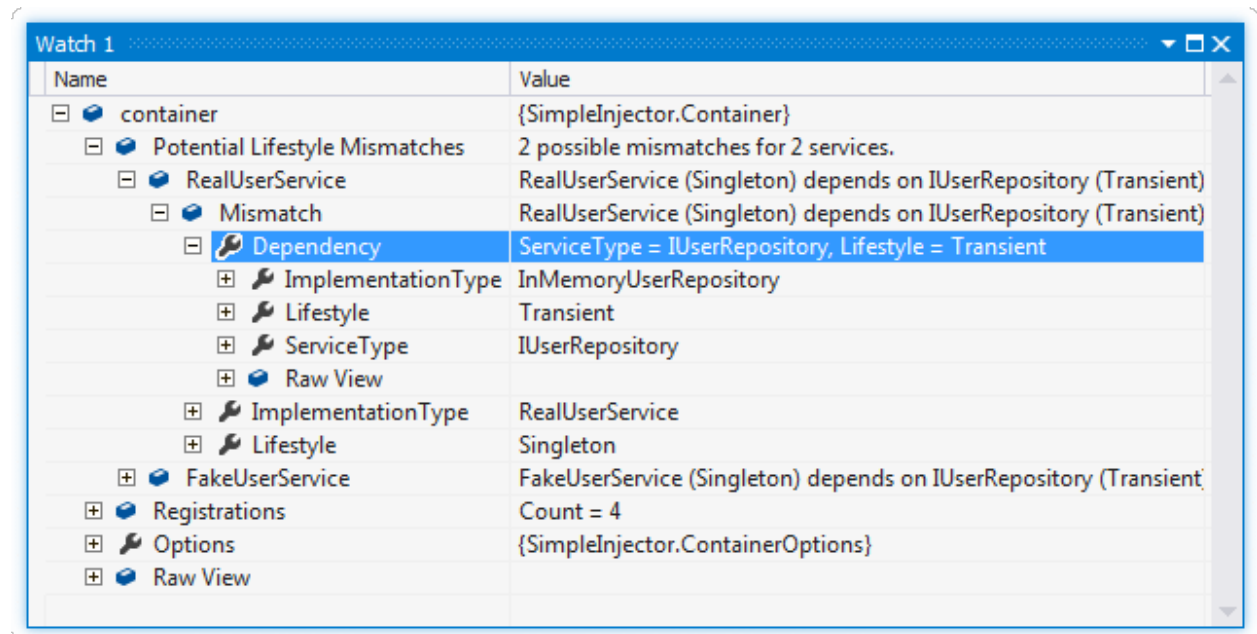 Watch 1
Name Value
container {SimpleInjector.Container}
Potential Lifestyle Mismatches 2 possible mismatches for 2 services.
RealUserService RealUserService (Singleton) depends on IUserRepository (Transient)
Mismatch RealUserService (Singleton) depends on IUserRepository (Transient)
Dependency ServiceType = IUserRepository, Lifestyle = Transient
ImplementationType InMemoryUserRepository
Lifestyle Transient
ServiceType IUserRepository
Raw View
ImplementationType RealUserService
Lifestyle Singleton
FakeUserService FakeUserService (Singleton) depends on IUserRepository (Transient)
Registrations Count = 4
Options {SimpleInjector.ContainerOptions}
Raw View